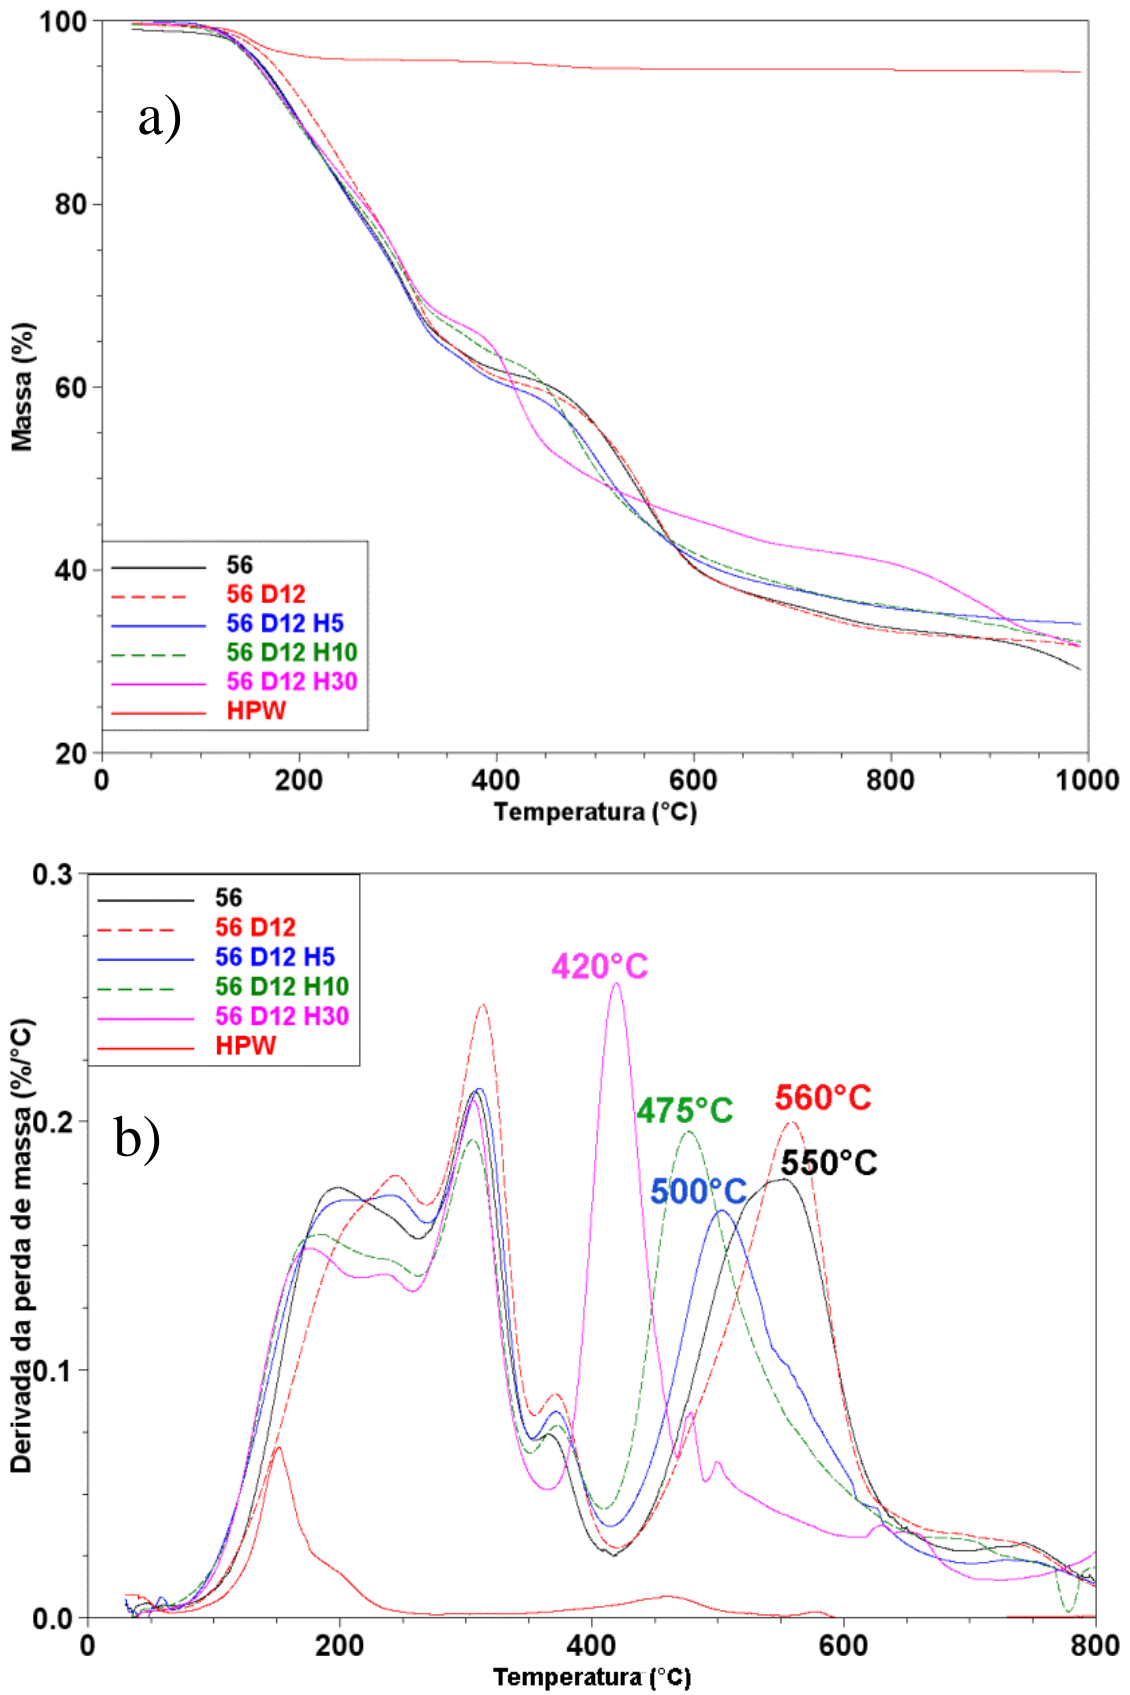 100
a)
80
Massa (%)
60
40
56
56 D12
56 D12 H5
56 D12 H10
56 D12 H30
HPW
20
0 200 400 600 800 1000
Temperatura (°C)
0.3
56
56 D12
56 D12 H5
56 D12 H10
56 D12 H30
HPW
420°C
475°C
560°C
0.2
b)
550°C
500°C
Derivada da perda de massa (%/°C)
0.1
0.0
0 200 400 600 800
Temperatura (°C)